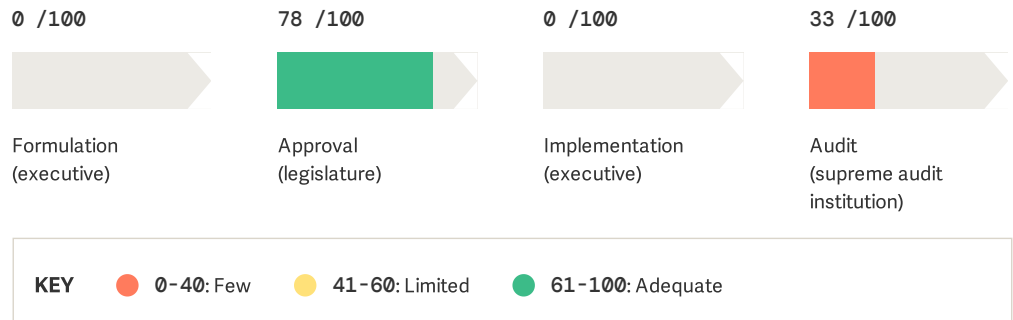 0 /100
78 /100
0 /100
33 /100
Formulation
(executive)
Approval
(legislature)
Implementation
(executive)
Audit
(supreme audit
institution)
KEY
0-40: Few
41-60: Limited
61-100: Adequate